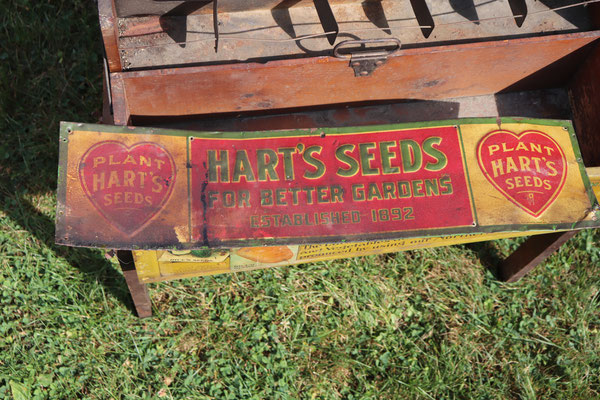 PLANT
HART'S
SEEDS
HART'S SEEDS
FOR BETTER GARDENS
ESTABLISHED 1892
PLANT
HART'S
SEEDS